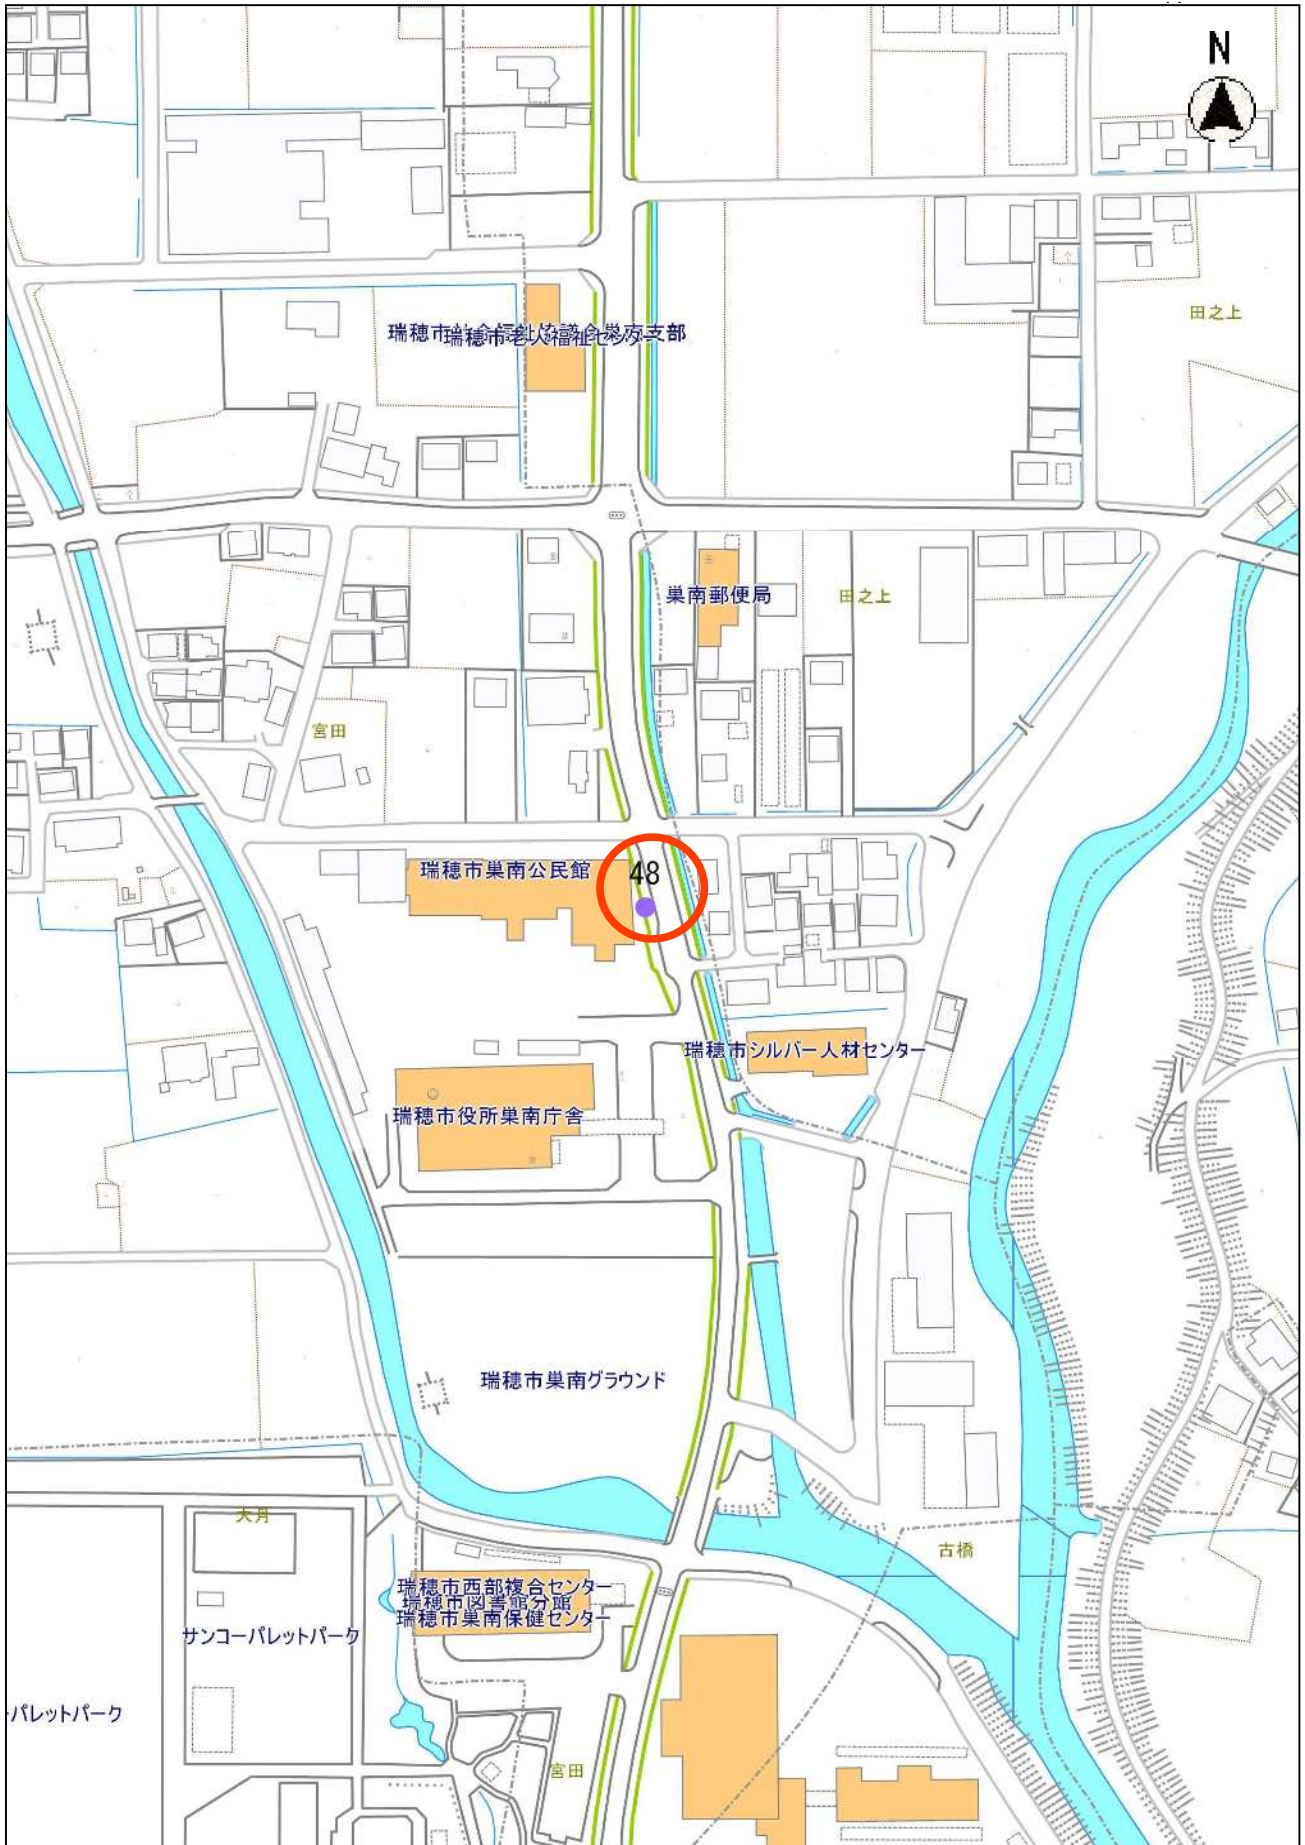 N
田之上
瑞穂市老人福祉センター
巣南郵便局
田之上
宮田
瑞穂市巣南公民館
48
瑞穂市シルバー人材センター
瑞穂市役所巣南庁舎
瑞穂市巣南グラウンド
大月
古橋
瑞穂市西部複合センター
瑞穂市図書館分館
瑞穂市巣南保健センター
サンコーパレットパーク
パレットパーク
宮田